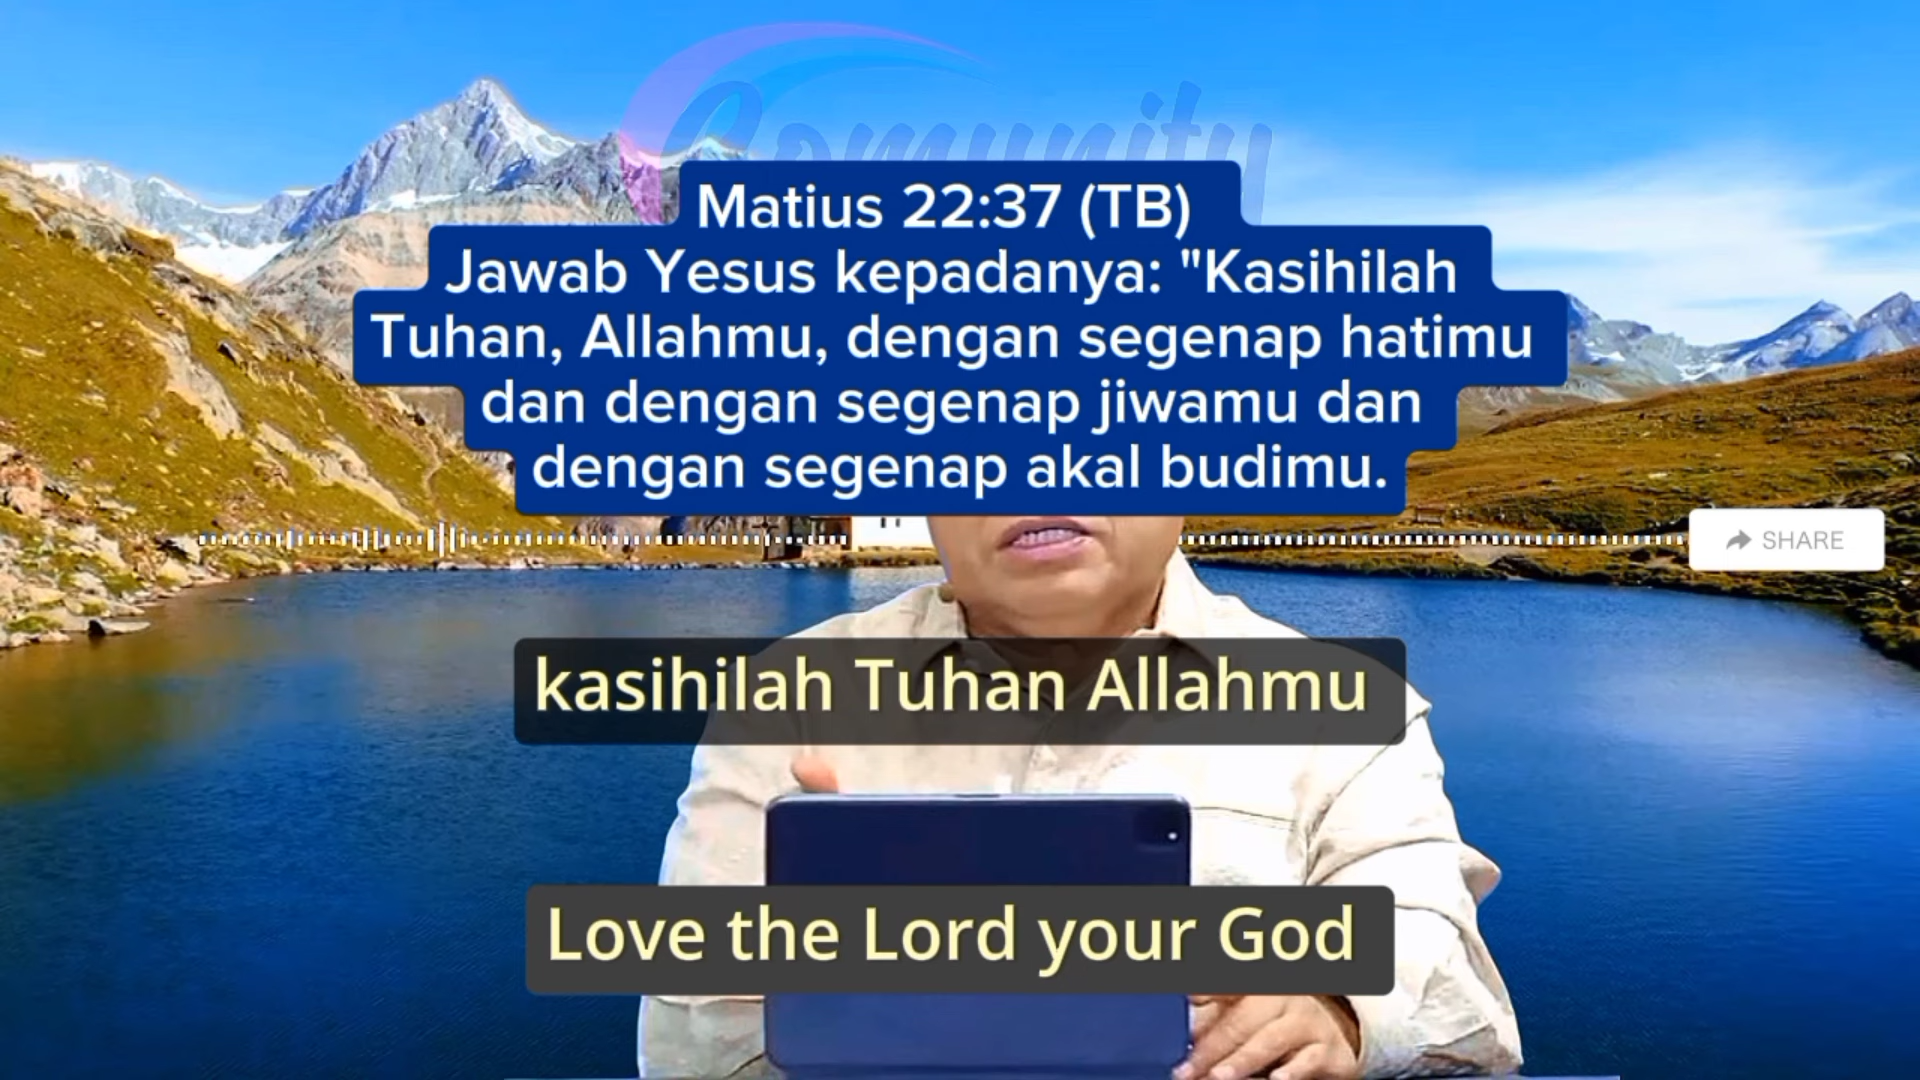 Comunity
Matius 22:37 (TB)
Jawab Yesus kepadanya: "Kasihilah
Tuhan, Allahmu, dengan segenap hatimu
dan dengan segenap jiwamu dan
dengan segenap akal budimu.
SHARE
kasihilah Tuhan Allahmu
Love the Lord your God